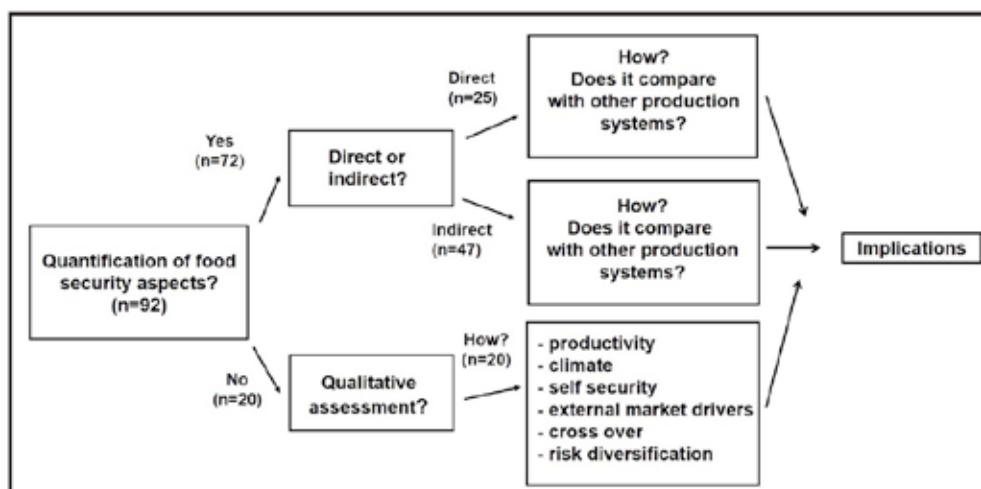 Quantification of food
security aspects?
(n=92)
Yes
(n=72)
No
(n=20)
Direct or
indirect?
Qualitative
assessment?
Direct
(n=25)
Indirect
(n=47)
How?
(n=20)
How?
Does it compare
with other production
systems?
How?
Does it compare
with other production
systems?
- productivity
- climate
- self security
- external market drivers
- cross over
- risk diversification
Implications